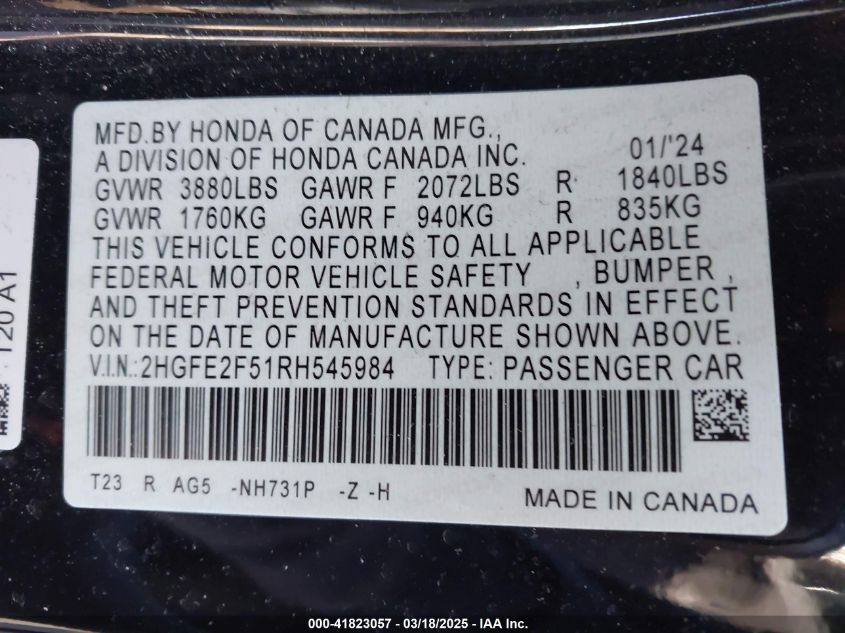 MFD.BY HONDA OF CANADA MFG.,
A DIVISION OF HONDA CANADA INC. 01/'24
GVWR 3880LBS GAWR F 2072LBS R 1840LBS
GVWR 1760KG GAWR F 940KG R 835KG
THIS VEHICLE CONFORMS TO ALL APPLICABLE
FEDERAL MOTOR VEHICLE SAFETY , BUMPER ,
AND THEFT PREVENTION STANDARDS IN EFFECT
ON THE DATE OF MANUFACTURE SHOWN ABOVE.
V.I.N.:2HGFE2F51RH545984 TYPE: PASSENGER CAR
T23 R AG5 -NH731P -Z -H MADE IN CANADA
T20 A1
000-41823057 - 03/18/2025 - IAA Inc.